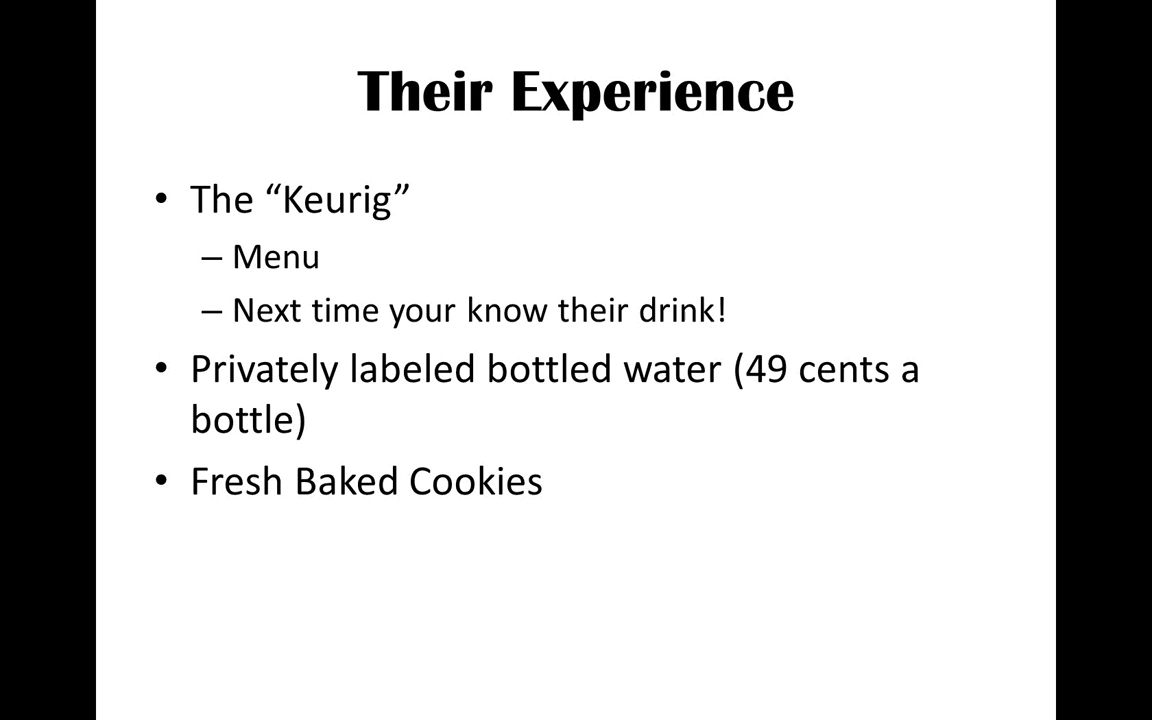 Their Experience
• The “Keurig”
– Menu
– Next time your know their drink!
• Privately labeled bottled water (49 cents a
bottle)
• Fresh Baked Cookies